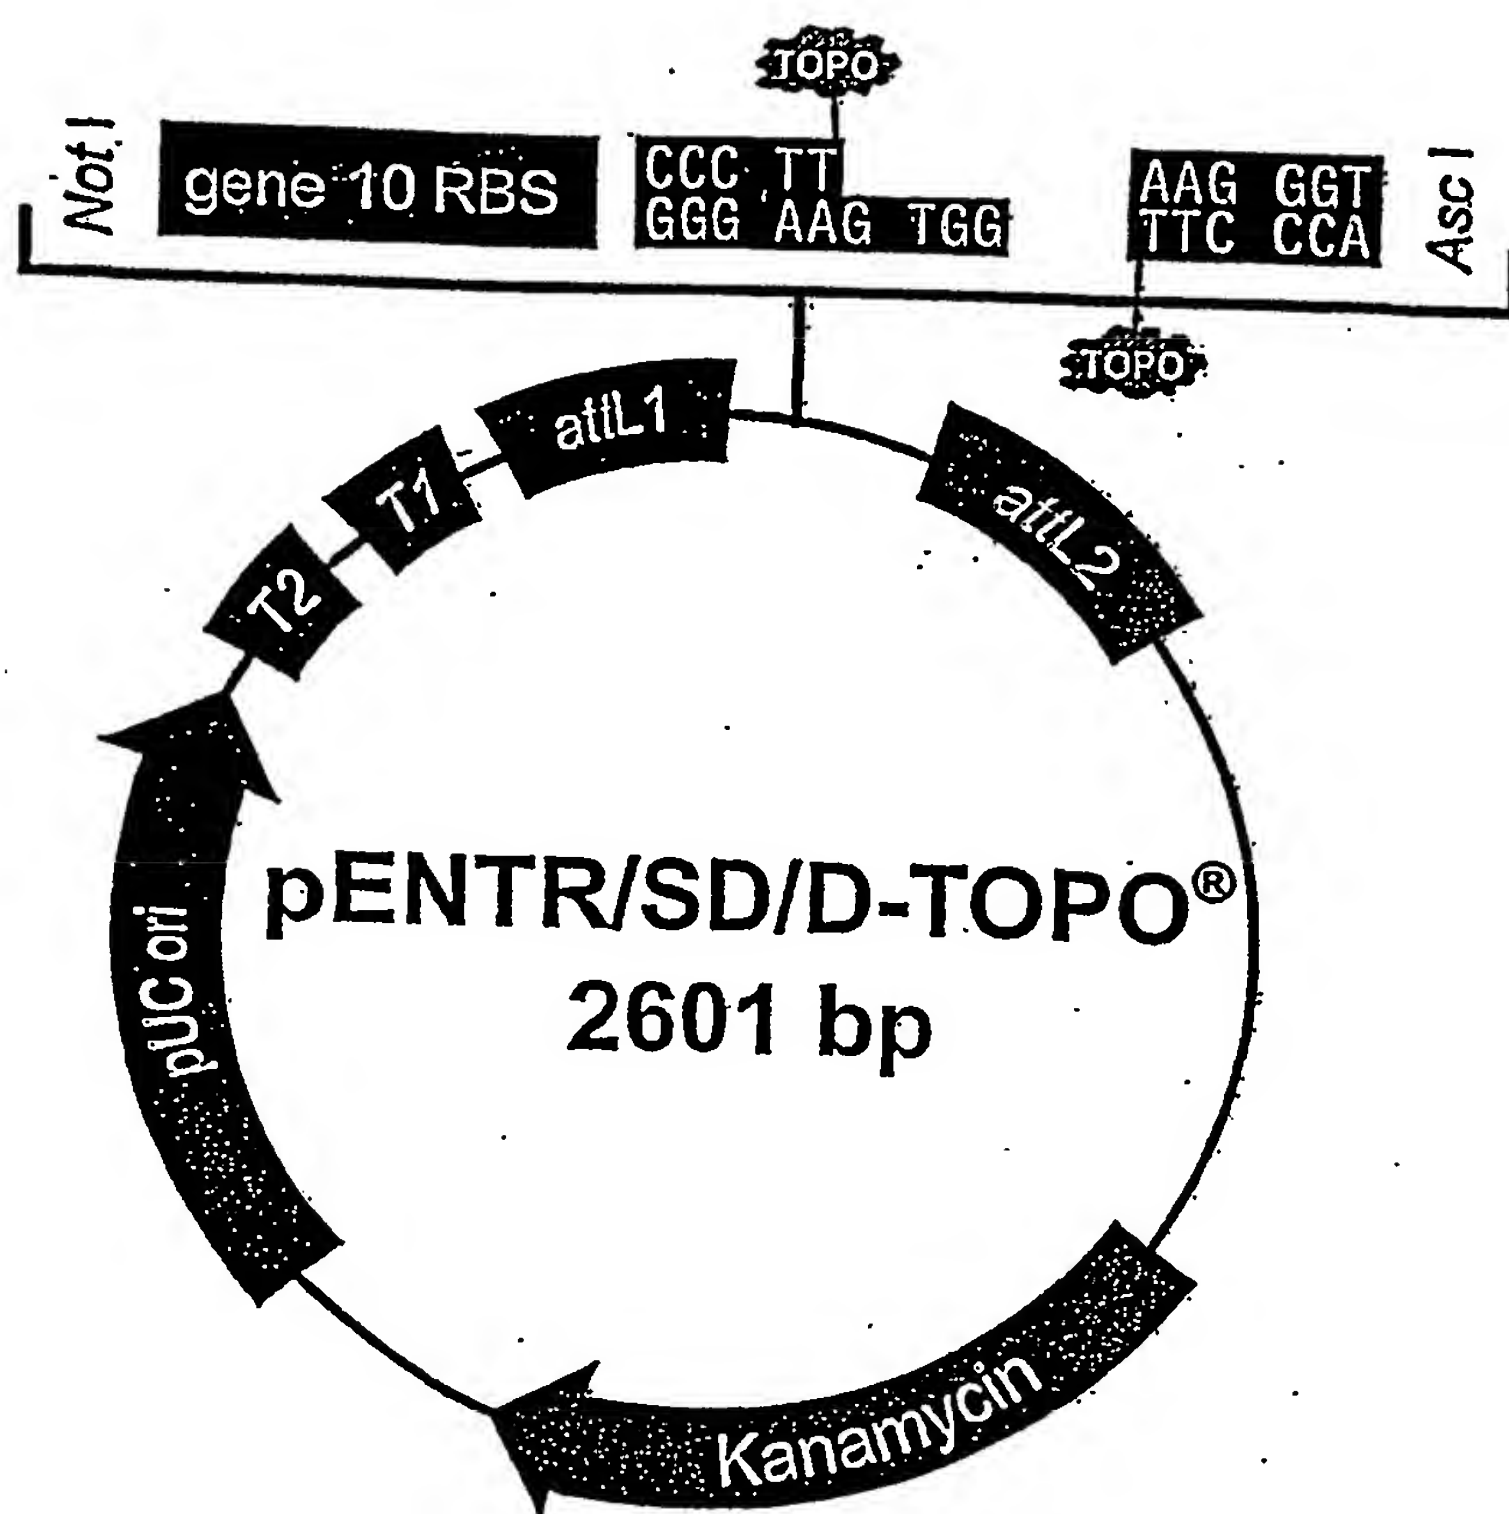 TOPO
Not I
gene 10 RBS
CCC TT
GGG AAG TGG
AAG GGT
TTC CCA
Asc I
TOPO
attL1
attL2
T1
T2
pUC ori
pENTR/SD/D-TOPO®
2601 bp
Kanamycin